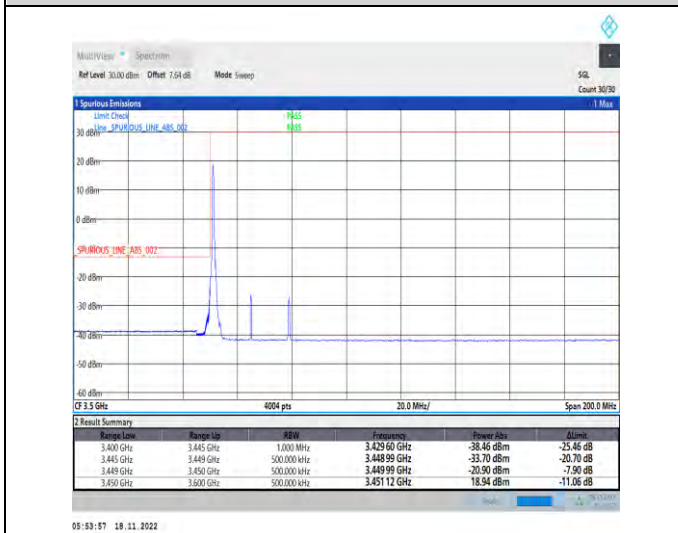 MultiView Spectrum
Ref Level 30.00 dBm Offset 7.64 dB Mode Sweep SGL
Count 30/30
1 Spurious Emissions 1 Max
Limit Check PASS
Line _SPURIOUS_LINE_ABS_002 PASS
30 dBm
20 dBm
10 dBm
0 dBm
_SPURIOUS_LINE_ABS_002
-20 dBm
-30 dBm
-40 dBm
-50 dBm
-60 dBm
CF 3.5 GHz 4004 pts 20.0 MHz/ Span 200.0 MHz
2 Result Summary
Range Low Range Up RBW Frequency Power Abs ΔLimit
3.400 GHz 3.445 GHz 1.000 MHz 3.429 60 GHz -38.46 dBm -25.46 dB
3.445 GHz 3.449 GHz 500.000 kHz 3.448 99 GHz -33.70 dBm -20.70 dB
3.449 GHz 3.450 GHz 500.000 kHz 3.449 99 GHz -20.90 dBm -7.90 dB
3.450 GHz 3.600 GHz 500.000 kHz 3.451 12 GHz 18.94 dBm -11.06 dB
05:53:57 18.11.2022